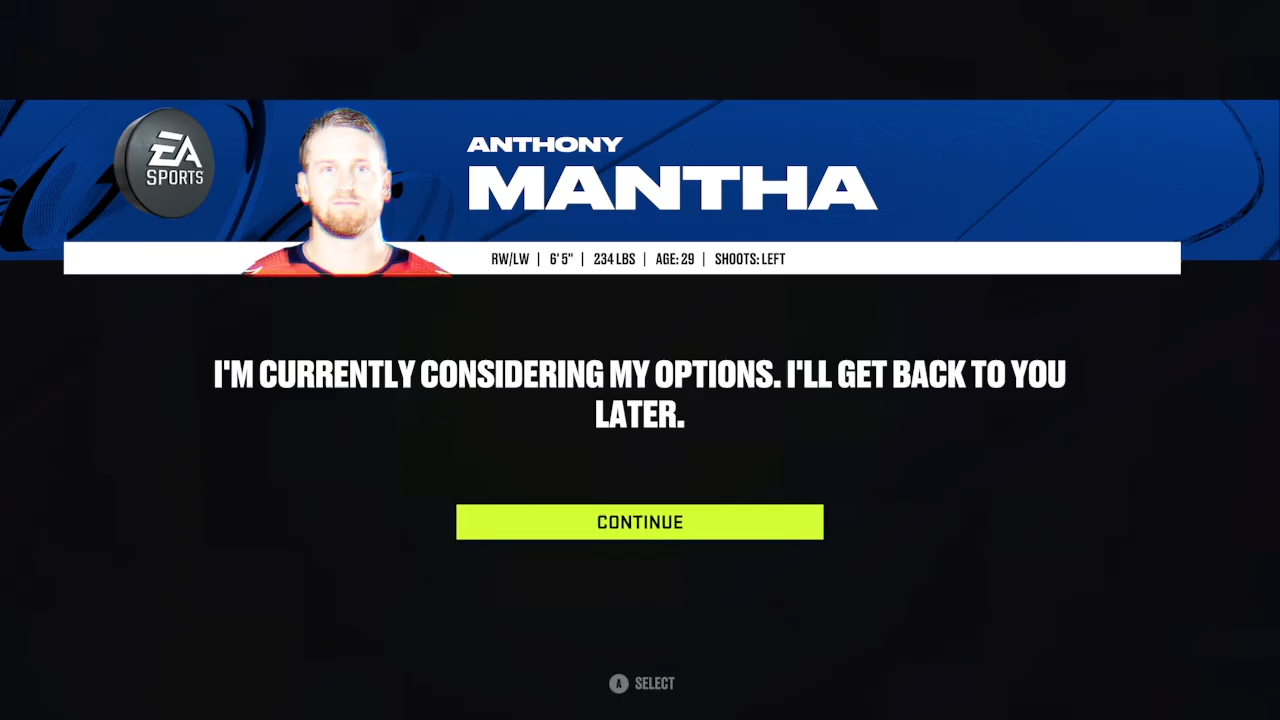 EA
SPORTS
ANTHONY
MANTHA
RW/LW | 6' 5" | 234 LBS | AGE: 29 | SHOOTS: LEFT
I'M CURRENTLY CONSIDERING MY OPTIONS. I'LL GET BACK TO YOU
LATER.
CONTINUE
A SELECT